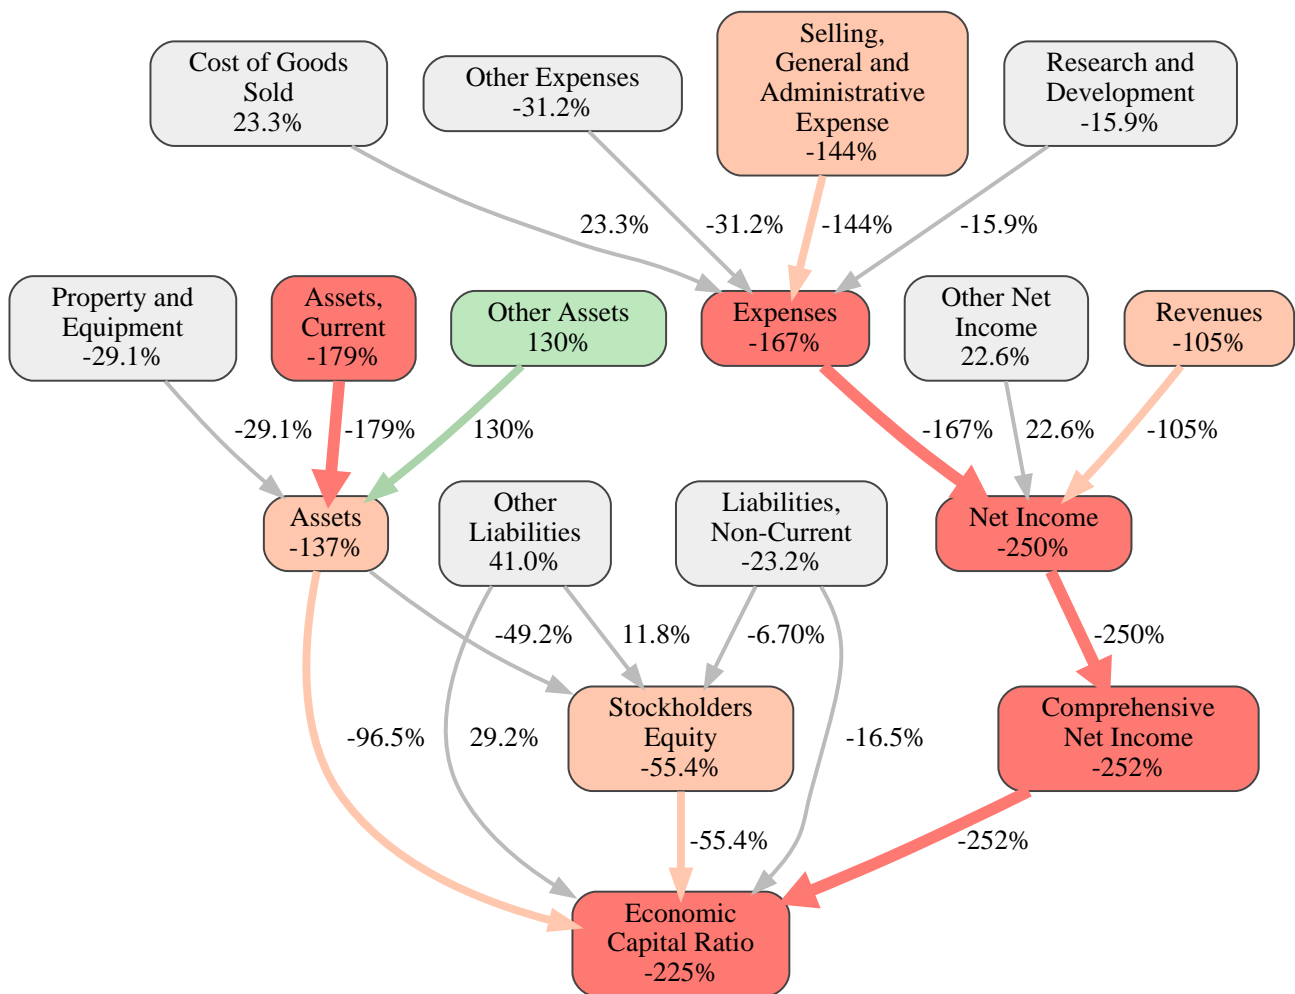 Cost of Goods
Sold
23.3%
Other Expenses
-31.2%
Selling,
General and
Administrative
Expense
-144%
Research and
Development
-15.9%
23.3%
-31.2%
-144%
-15.9%
Property and
Equipment
-29.1%
Assets,
Current
-179%
Other Assets
130%
Expenses
-167%
Other Net
Income
22.6%
Revenues
-105%
-29.1%
-179%
130%
-167%
22.6%
-105%
Assets
-137%
Other
Liabilities
41.0%
Liabilities,
Non-Current
-23.2%
Net Income
-250%
-49.2%
11.8%
-6.70%
-250%
Stockholders
Equity
-55.4%
Comprehensive
Net Income
-252%
-96.5%
29.2%
-16.5%
-55.4%
-252%
Economic
Capital Ratio
-225%